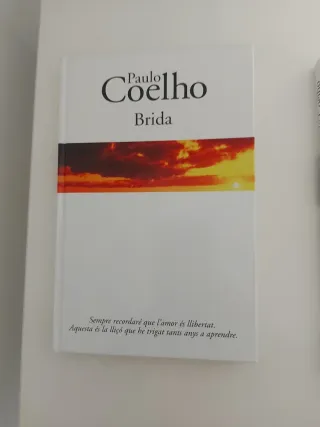 Paulo
Coelho
Brida
Sempre recordaré que l'amor és llibertat.
Aquesta és la lliçó que he trigat tants anys a aprendre.